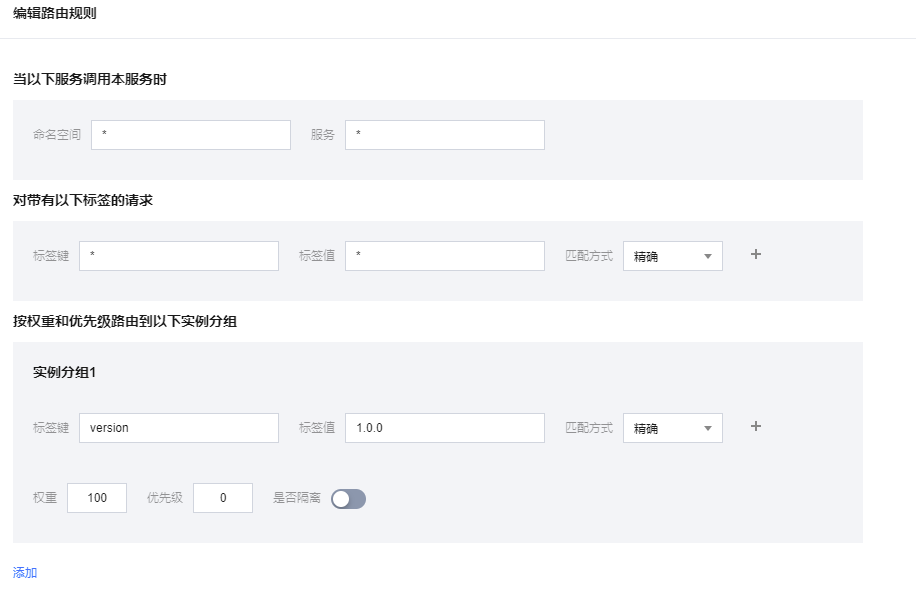 编辑路由规则
当以下服务调用本服务时
命名空间 * 服务 *
对带有以下标签的请求
标签键 * 标签值 * 匹配方式 精确 +
按权重和优先级路由到以下实例分组
实例分组1
标签键 version 标签值 1.0.0 匹配方式 精确 +
权重 100 优先级 0 是否隔离
添加